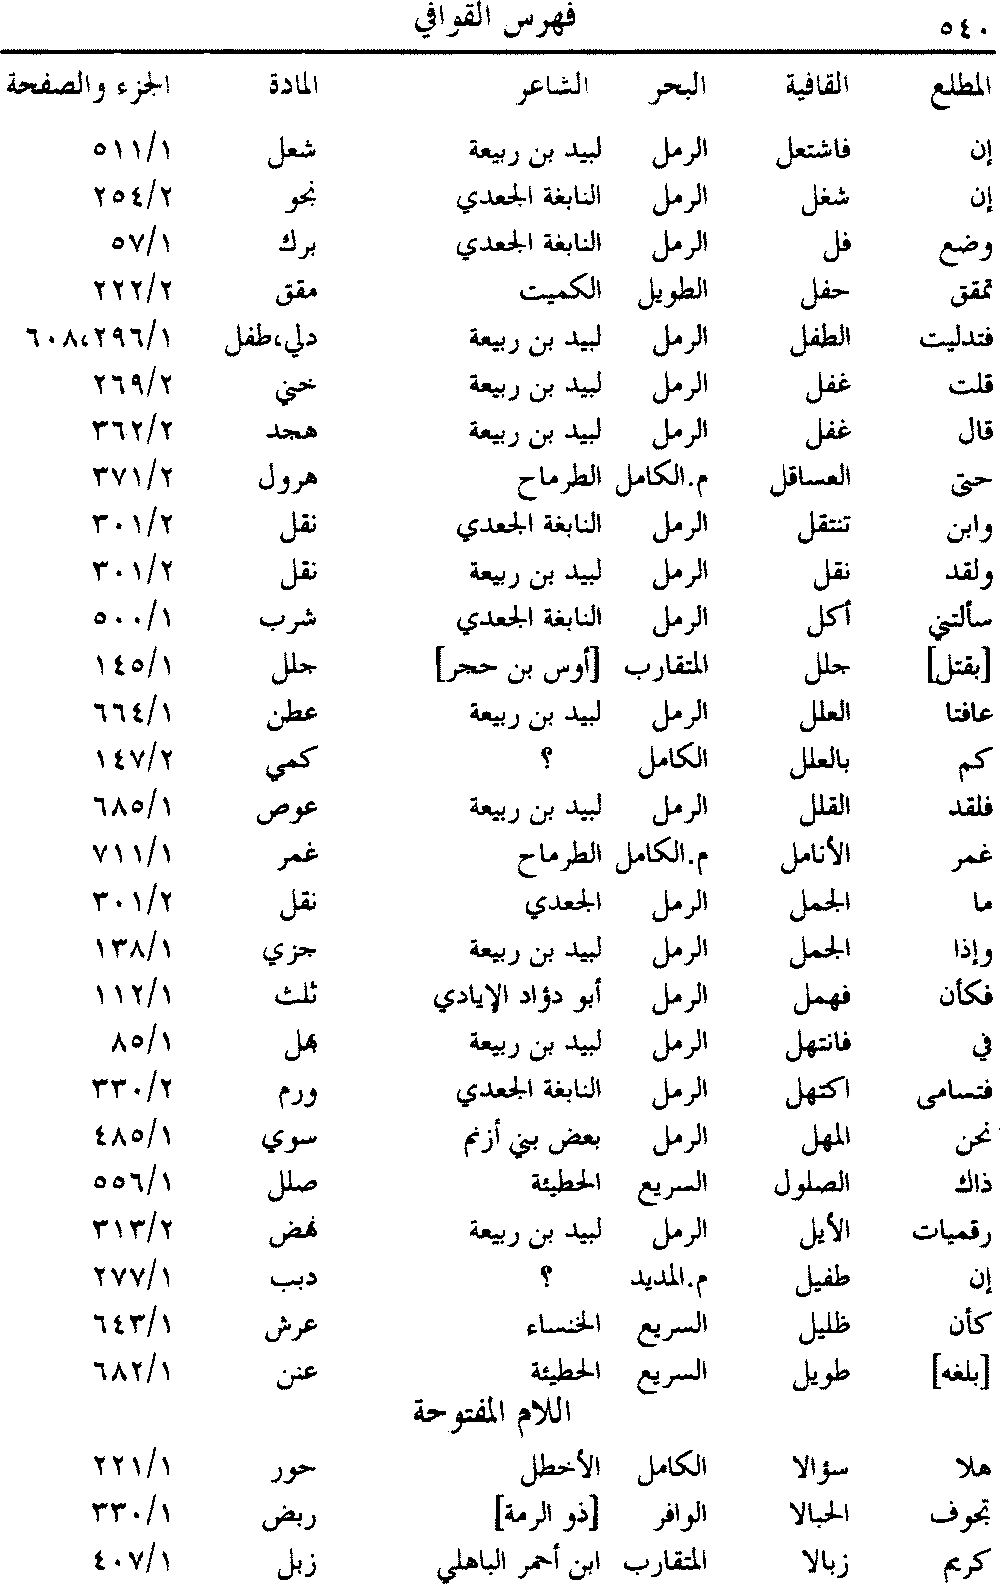 ٥٤٠ فهرس القوافي
المطلع القافية البحر الشاعر المادة الجزء والصفحة
إن فاشتعل الرمل لبيد بن ربيعة شعل ٥١١/١
إن شغل الرمل النابغة الجعدي نجو ٢٥٤/٢
وضع فل الرمل النابغة الجعدي برك ٥٧/١
تمقق حفل الطويل الكميت مقق ٢٢٢/٢
فتدليت الطفل الرمل لبيد بن ربيعة دلي،طفل ٦٠٨،٢٩٦/١
قلت غفل الرمل لبيد بن ربيعة خني ٢٦٩/٢
قال غفل الرمل لبيد بن ربيعة هجد ٣٦٢/٢
حتى العساقل م.الكامل الطرماح هرول ٣٧١/٢
وابن تنتقل الرمل النابغة الجعدي نقل ٣٠١/٢
ولقد نقل الرمل لبيد بن ربيعة نقل ٣٠١/٢
سألتني أكل الرمل النابغة الجعدي شرب ٥٠٠/١
[بقتل] جلل المتقارب [أوس بن حجر] جلل ١٤٥/١
عافتا العلل الرمل لبيد بن ربيعة عطن ٦٦٤/١
كم بالعلل الكامل ؟ كمي ١٤٧/٢
فلقد القلل الرمل لبيد بن ربيعة عوص ٦٨٥/١
غمر الأنامل م.الكامل الطرماح غمر ٧١١/١
ما الجمل الرمل الجعدي نقل ٣٠١/٢
وإذا الجمل الرمل لبيد بن ربيعة جزي ١٣٨/١
فكأن فهمل الرمل أبو دؤاد الإيادي ثلث ١١٢/١
في فانتهل الرمل لبيد بن ربيعة بهل ٨٥/١
فتسامى اكتهل الرمل النابغة الجعدي ورم ٣٣٠/٢
نحن المهل الرمل بعض بني أزنم سوي ٤٨٥/١
ذاك الصلول السريع الحطيئة صلل ٥٥٦/١
رقميات الأيل الرمل لبيد بن ربيعة نهض ٣١٣/٢
إن طفيل م.المديد ؟ دبب ٢٧٧/١
كأن ظليل السريع الخنساء عرش ٦٤٣/١
[بلغه] طويل السريع الحطيئة عنن ٦٨٢/١
اللام المفتوحة
هلا سؤالا الكامل الأخطل حور ٢٢١/١
تجوف الحبالا الوافر [ذو الرمة] ربض ٣٣٠/١
كريم زبالا المتقارب ابن أحمر الباهلي زبل ٤٠٧/١